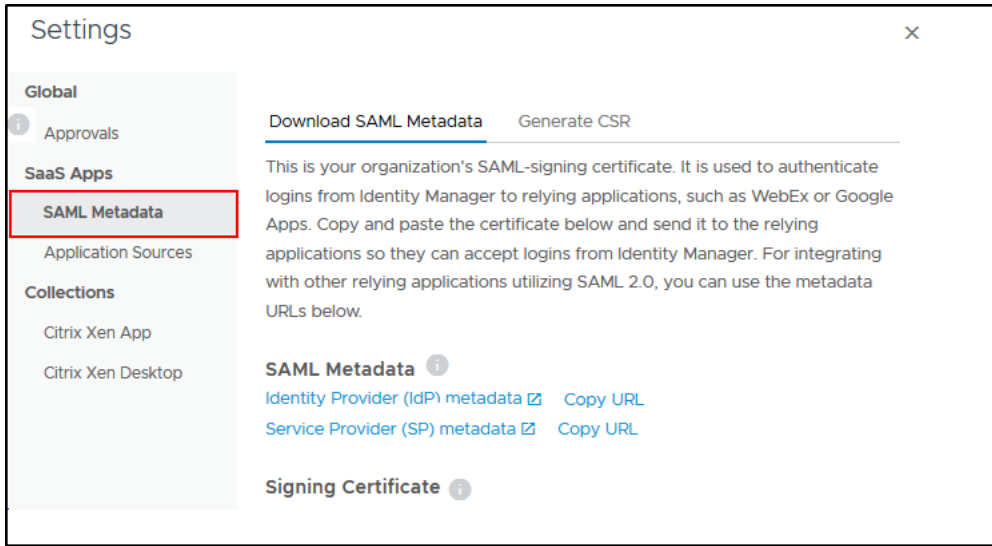 Settings
×
Global
Approvals
SaaS Apps
SAML Metadata
Application Sources
Collections
Citrix Xen App
Citrix Xen Desktop
Download SAML Metadata Generate CSR
This is your organization's SAML-signing certificate. It is used to authenticate
logins from Identity Manager to relying applications, such as WebEx or Google
Apps. Copy and paste the certificate below and send it to the relying
applications so they can accept logins from Identity Manager. For integrating
with other relying applications utilizing SAML 2.0, you can use the metadata
URLs below.
SAML Metadata i
Identity Provider (IdP) metadata Copy URL
Service Provider (SP) metadata Copy URL
Signing Certificate i